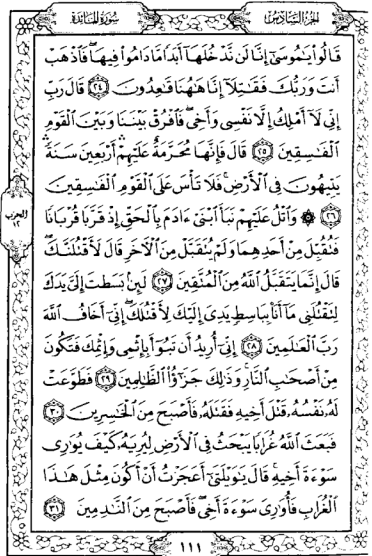 الجزء السادس
سورة المائدة
قَالُوا۟ يَٰمُوسَىٰٓ إِنَّا لَن نَّدْخُلَهَآ أَبَدًا مَّا دَامُوا۟ فِيهَا ۖ فَٱذْهَبْ
أَنتَ وَرَبُّكَ فَقَٰتِلَآ إِنَّا هَٰهُنَا قَٰعِدُونَ ٢٤ قَالَ رَبِّ
إِنِّى لَآ أَمْلِكُ إِلَّا نَفْسِى وَأَخِى ۖ فَٱفْرُقْ بَيْنَنَا وَبَيْنَ ٱلْقَوْمِ
ٱلْفَٰسِقِينَ ٢٥ قَالَ فَإِنَّهَا مُحَرَّمَةٌ عَلَيْهِمْ ۛ أَرْبَعِينَ سَنَةً ۛ
يَتِيهُونَ فِى ٱلْأَرْضِ ۚ فَلَا تَأْسَ عَلَى ٱلْقَوْمِ ٱلْفَٰسِقِينَ
٢٦ ۞ وَٱتْلُ عَلَيْهِمْ نَبَأَ ٱبْنَىْ ءَادَمَ بِٱلْحَقِّ إِذْ قَرَّبَا قُرْبَانًا
فَتُقُبِّلَ مِنْ أَحَدِهِمَا وَلَمْ يُتَقَبَّلْ مِنَ ٱلْءَاخَرِ قَالَ لَأَقْتُلَنَّكَ ۖ
قَالَ إِنَّمَا يَتَقَبَّلُ ٱللَّهُ مِنَ ٱلْمُتَّقِينَ ٢٧ لَئِنۢ بَسَطتَ إِلَىَّ يَدَكَ
لِتَقْتُلَنِى مَآ أَنَا۠ بِبَاسِطٍ يَدِىَ إِلَيْكَ لِأَقْتُلَكَ ۖ إِنِّىٓ أَخَافُ ٱللَّهَ
رَبَّ ٱلْعَٰلَمِينَ ٢٨ إِنِّىٓ أُرِيدُ أَن تَبُوٓأَ بِإِثْمِى وَإِثْمِكَ فَتَكُونَ
مِنْ أَصْحَٰبِ ٱلنَّارِ ۚ وَذَٰلِكَ جَزَٰٓؤُا۟ ٱلظَّٰلِمِينَ ٢٩ فَطَوَّعَتْ
لَهُۥ نَفْسُهُۥ قَتْلَ أَخِيهِ فَقَتَلَهُۥ فَأَصْبَحَ مِنَ ٱلْخَٰسِرِينَ ٣٠
فَبَعَثَ ٱللَّهُ غُرَابًا يَبْحَثُ فِى ٱلْأَرْضِ لِيُرِيَهُۥ كَيْفَ يُوَٰرِى
سَوْءَةَ أَخِيهِ ۚ قَالَ يَٰوَيْلَتَىٰٓ أَعَجَزْتُ أَنْ أَكُونَ مِثْلَ هَٰذَا
ٱلْغُرَابِ فَأُوَٰرِىَ سَوْءَةَ أَخِى ۖ فَأَصْبَحَ مِنَ ٱلنَّٰدِمِينَ ٣١
الحزب
١٢
١١١